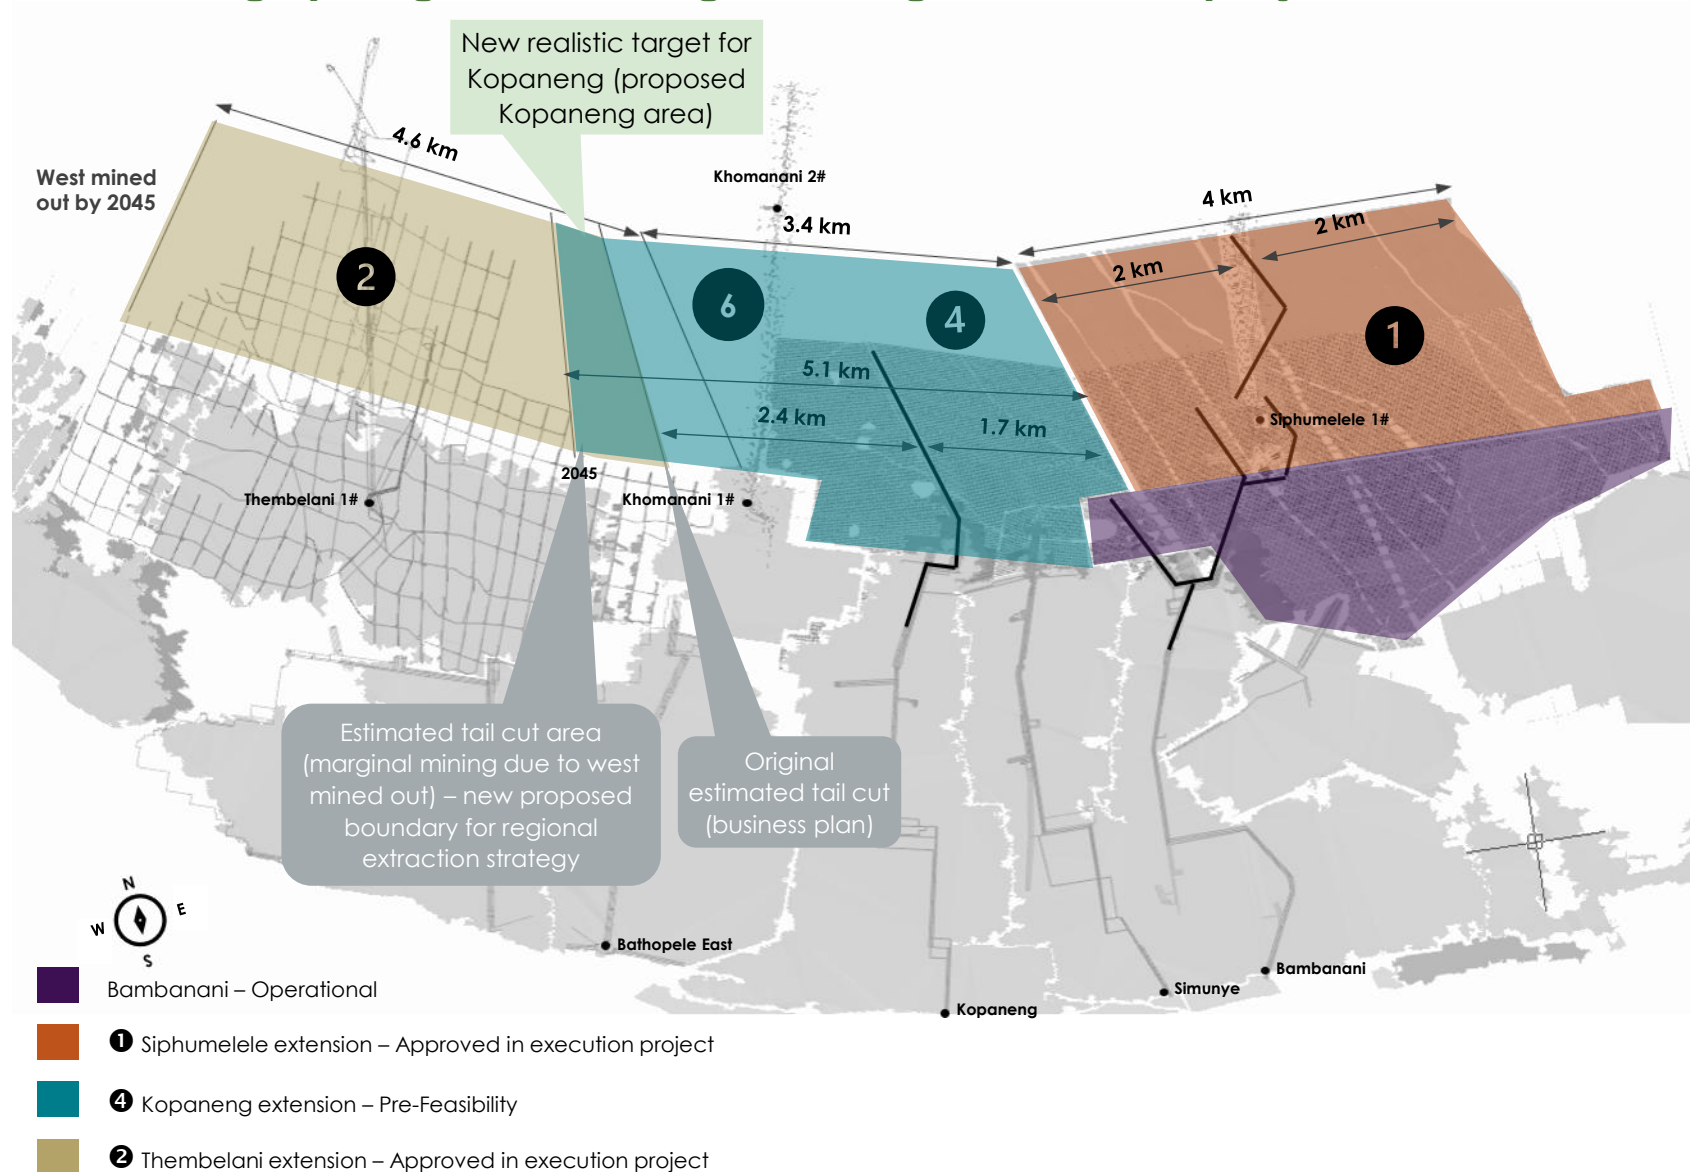 New realistic target for
Kopaneng (proposed
Kopaneng area)
4.6 km
West mined
out by 2045
Khomanani 2#
3.4 km
4 km
2 km
2 km
2
6
4
1
5.1 km
2.4 km
1.7 km
Siphumelele 1#
2045
Thembelani 1#
Khomanani 1#
Estimated tail cut area
(marginal mining due to west
mined out) – new proposed
boundary for regional
extraction strategy
Original
estimated tail cut
(business plan)
N
W
E
S
Bathopele East
Bambanani
Simunye
Kopaneng
Bambanani – Operational
❶ Siphumelele extension – Approved in execution project
❹ Kopaneng extension – Pre-Feasibility
❷ Thembelani extension – Approved in execution project